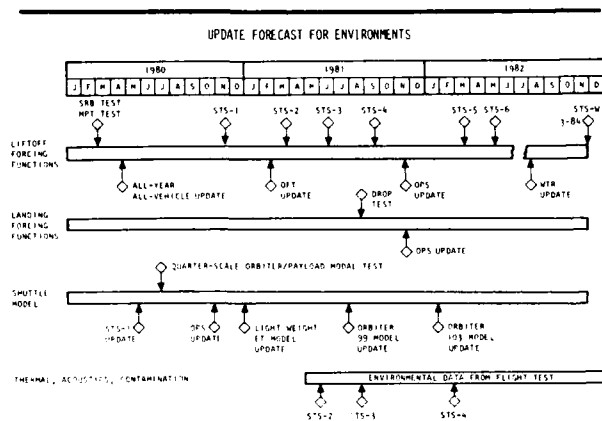 UPDATE FORECAST FOR ENVIRONMENTS
1980 1981 1982
J F M A M J J A S O N D J F M A M J J A S O N D J F M A M J J A S O N D
SRB TEST
MPT TEST
STS-1 STS-2 STS-3 STS-4 STS-5 STS-6 STS-W
3-84
LIFTOFF
FORCING
FUNCTIONS
ALL-YEAR
ALL-VEHICLE UPDATE
OFT
UPDATE
DROP
TEST
OPS
UPDATE
WTR
UPDATE
LANDING
FORCING
FUNCTIONS
OPS UPDATE
QUARTER-SCALE ORBITER/PAYLOAD MODAL TEST
SHUTTLE
MODEL
STS-1
UPDATE
OPS
UPDATE
LIGHT WEIGHT
ET MODEL
UPDATE
ORBITER
99 MODEL
UPDATE
ORBITER
103 MODEL
UPDATE
THERMAL, ACOUSTICS, CONTAMINATION
ENVIRONMENTAL DATA FROM FLIGHT TEST
STS-2 STS-3 STS-4